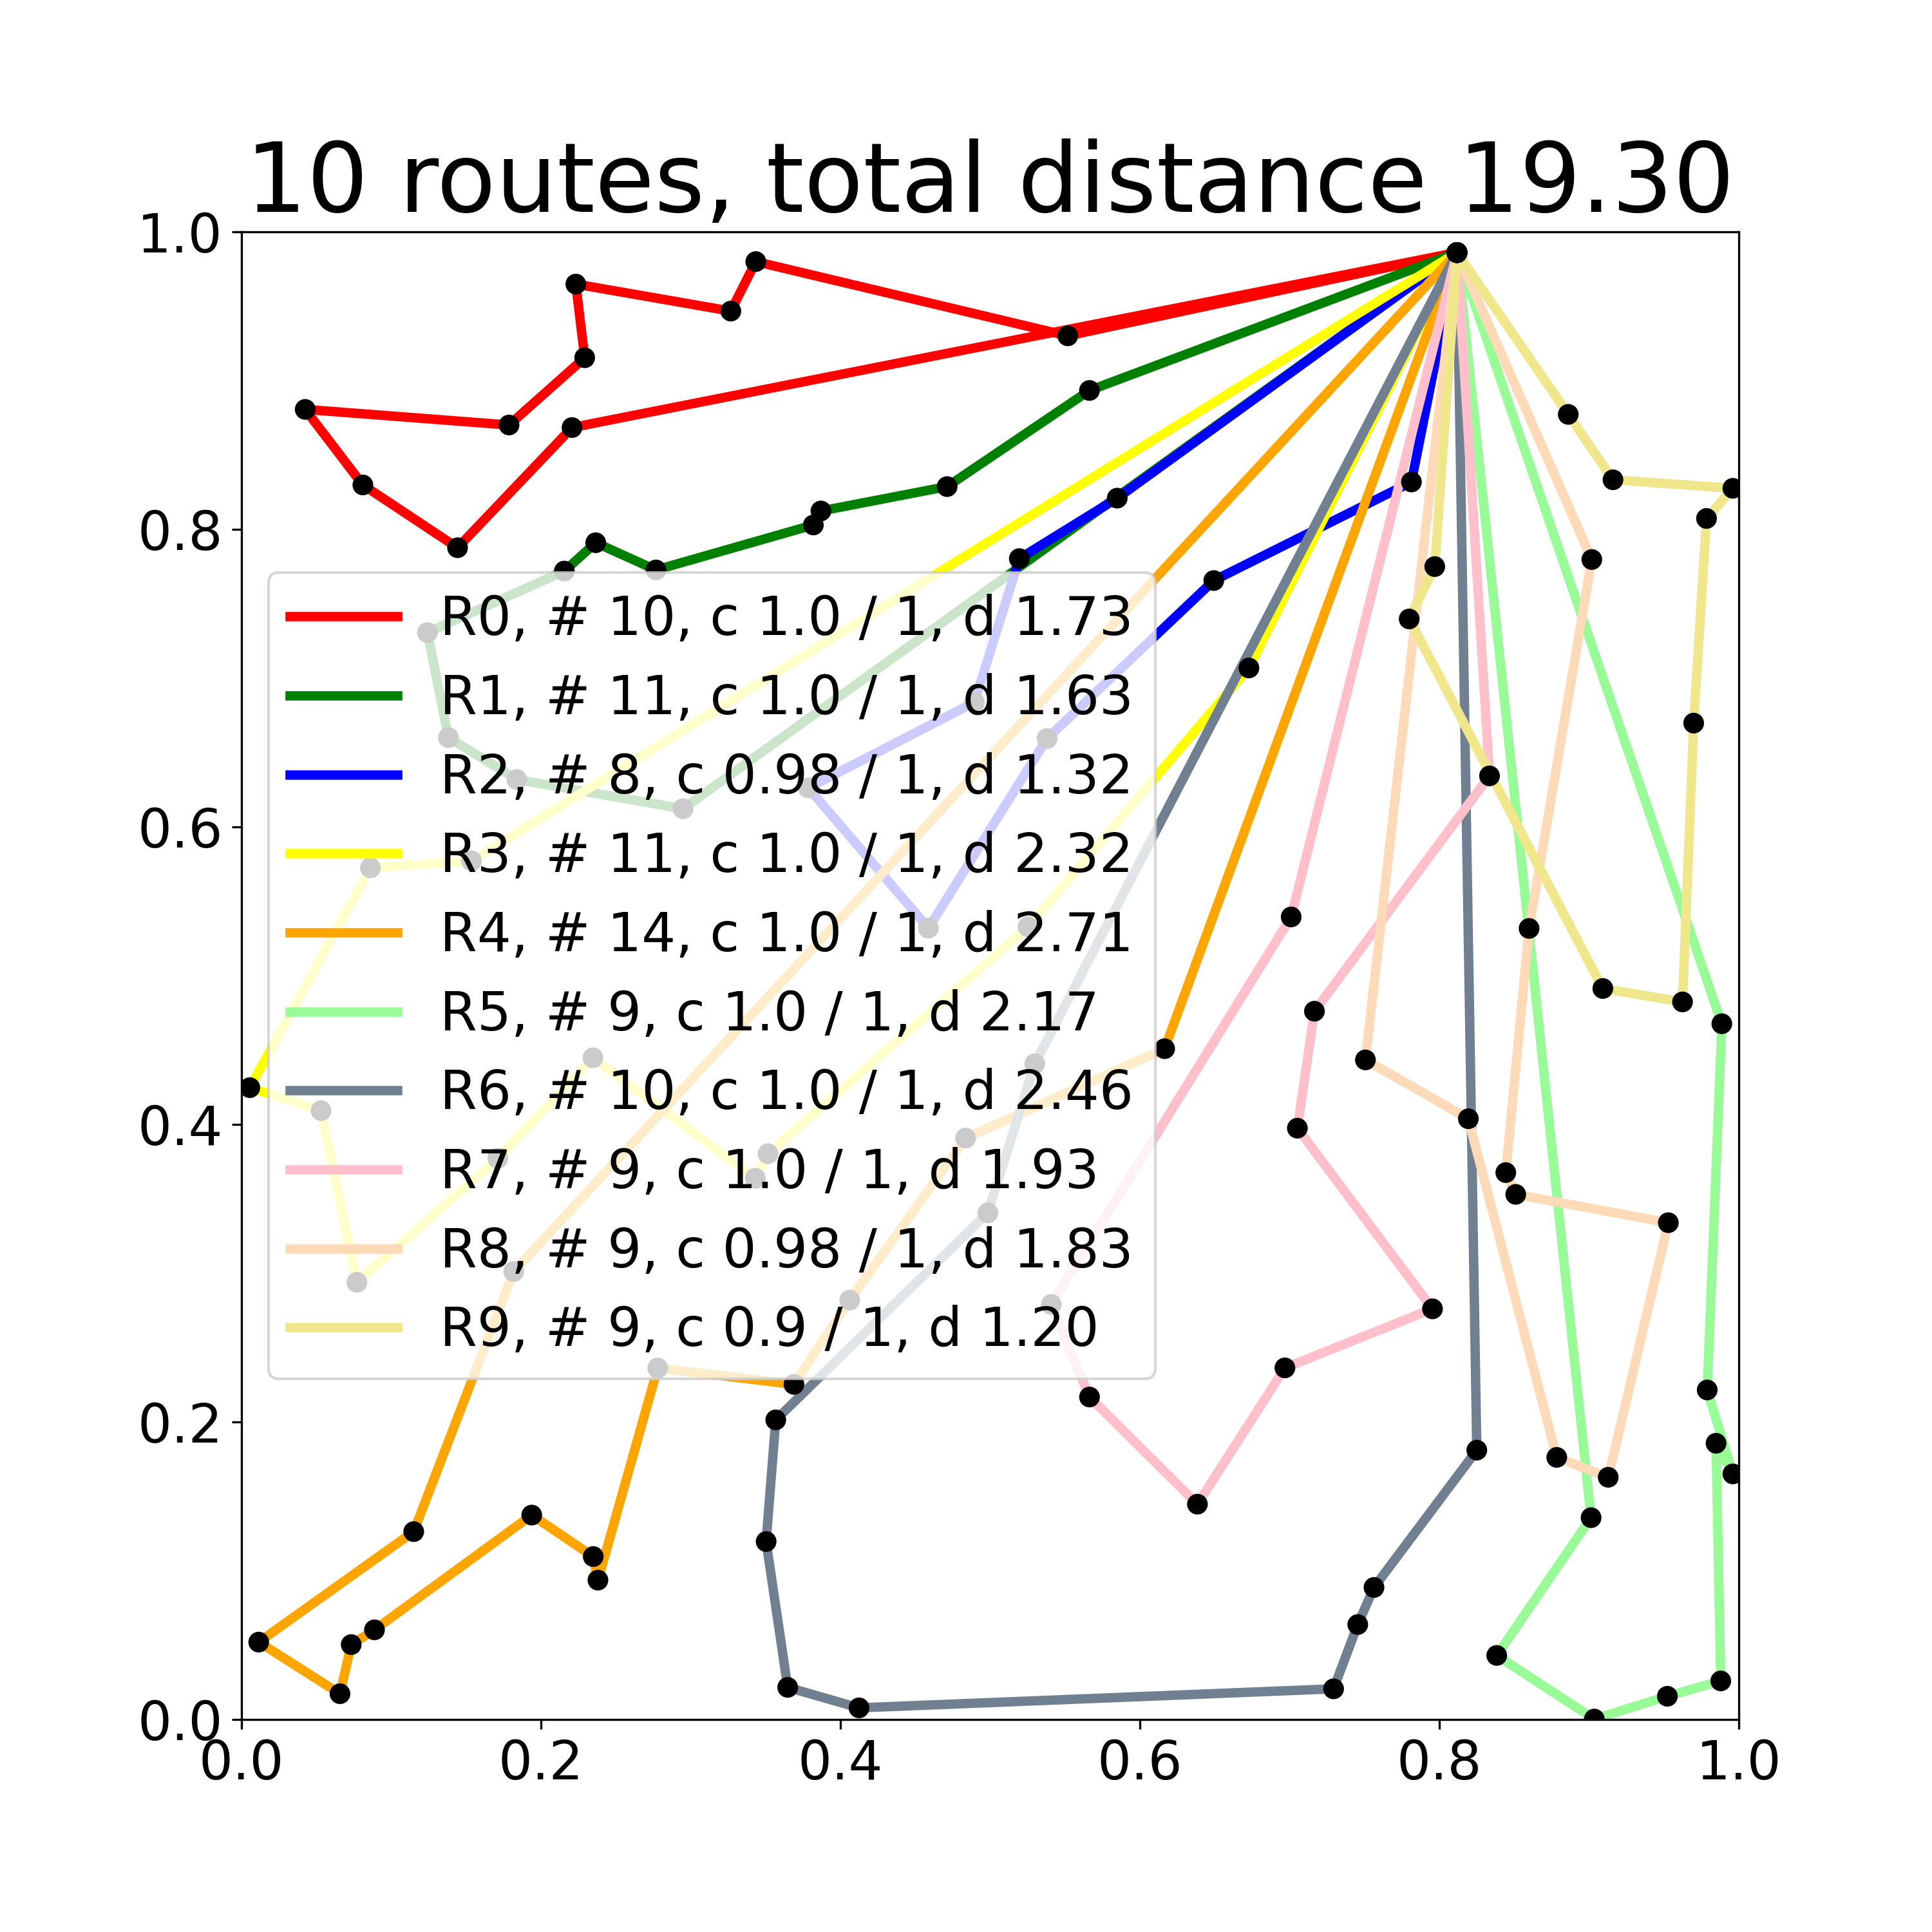 10 routes, total distance 19.30
1.0
0.8
0.6
0.4
0.2
0.0
R0, # 10, c 1.0 / 1, d 1.73
R1, # 11, c 1.0 / 1, d 1.63
R2, # 8, c 0.98 / 1, d 1.32
R3, # 11, c 1.0 / 1, d 2.32
R4, # 14, c 1.0 / 1, d 2.71
R5, # 9, c 1.0 / 1, d 2.17
R6, # 10, c 1.0 / 1, d 2.46
R7, # 9, c 1.0 / 1, d 1.93
R8, # 9, c 0.98 / 1, d 1.83
R9, # 9, c 0.9 / 1, d 1.20
0.0 0.2 0.4 0.6 0.8 1.0